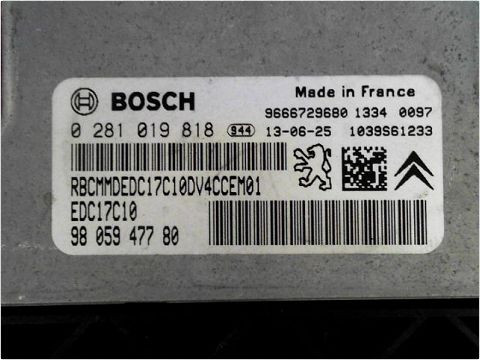 BOSCH
Made in France
9666729680 1334 0097
0 281 019 818 944 13-06-25 1039S61233
RBCMMDEDC17C10DV4CCEM01
EDC17C10
98 059 477 80